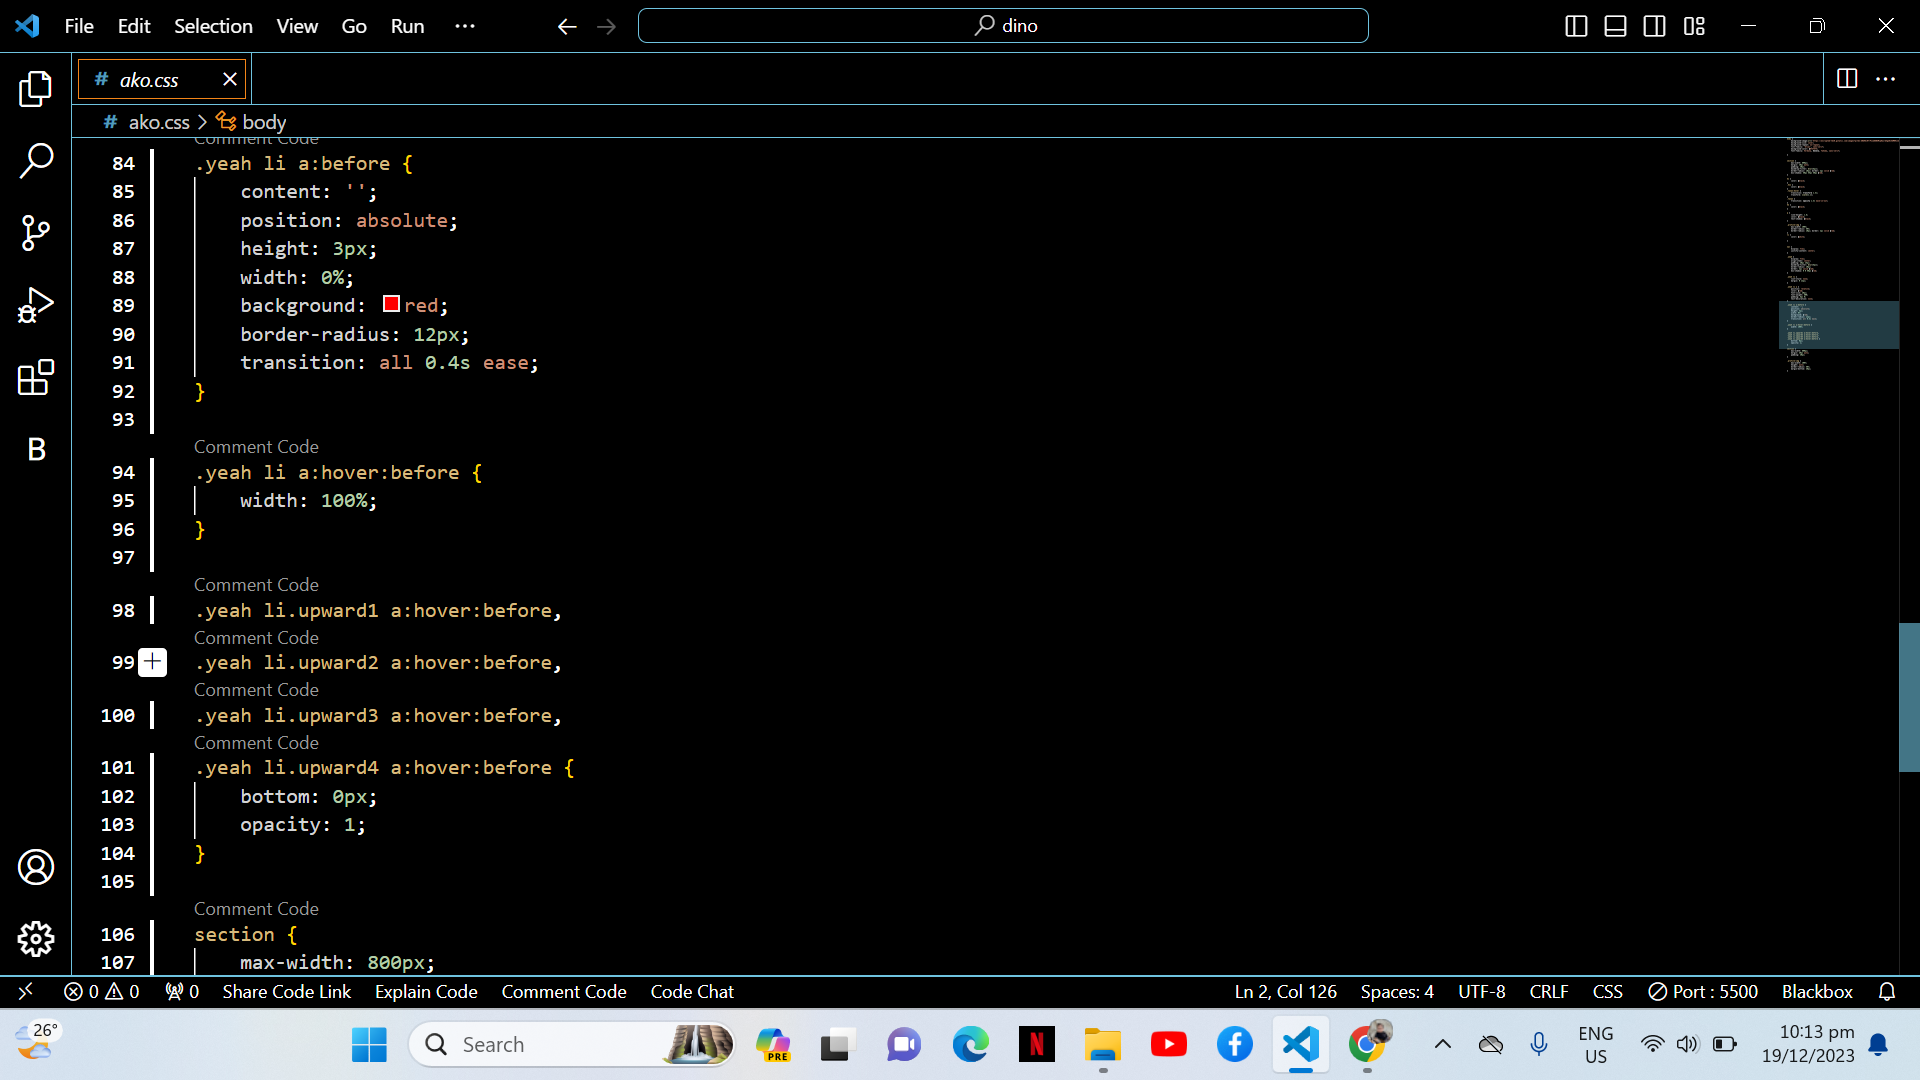 File Edit Selection View Go Run ··· dino
# ako.css
# ako.css > body
Comment Code
84 .yeah li a:before {
85 content: '';
86 position: absolute;
87 height: 3px;
88 width: 0%;
89 background: red;
90 border-radius: 12px;
91 transition: all 0.4s ease;
92 }
93
Comment Code
94 .yeah li a:hover:before {
95 width: 100%;
96 }
97
Comment Code
98 .yeah li.upward1 a:hover:before,
Comment Code
99 .yeah li.upward2 a:hover:before,
Comment Code
100 .yeah li.upward3 a:hover:before,
Comment Code
101 .yeah li.upward4 a:hover:before {
102 bottom: 0px;
103 opacity: 1;
104 }
105
Comment Code
106 section {
107 max-width: 800px;
B
0 0 0 Share Code Link Explain Code Comment Code Code Chat Ln 2, Col 126 Spaces: 4 UTF-8 CRLF CSS Port : 5500 Blackbox
26° Search PRE N ENG US 10:13 pm
19/12/2023